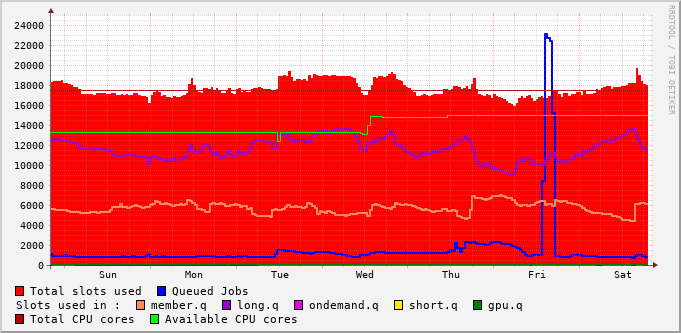 24000
22000
20000
18000
16000
14000
12000
10000
8000
6000
4000
2000
0
Sun Mon Tue Wed Thu Fri Sat
RRDTOOL / TOBI OETIKER
Total slots used Queued Jobs
Slots used in : member.q long.q ondemand.q short.q gpu.q
Total CPU cores Available CPU cores